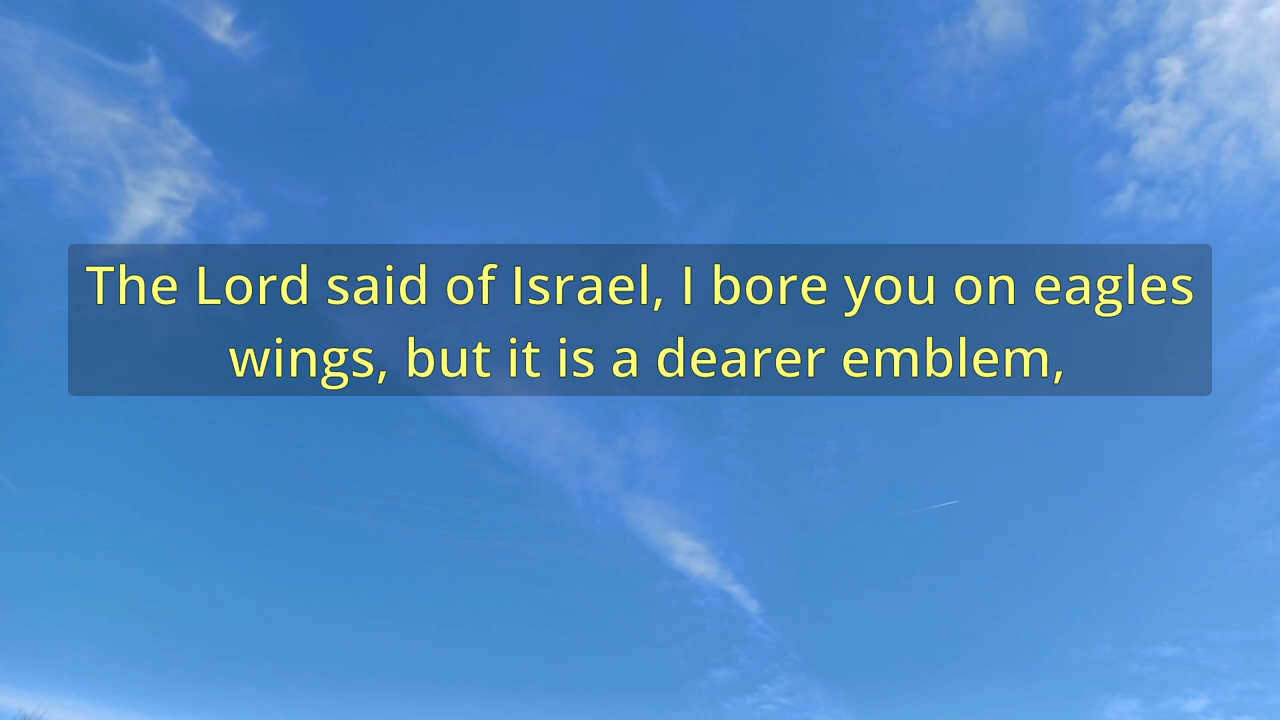 The Lord said of Israel, I bore you on eagles
wings, but it is a dearer emblem,